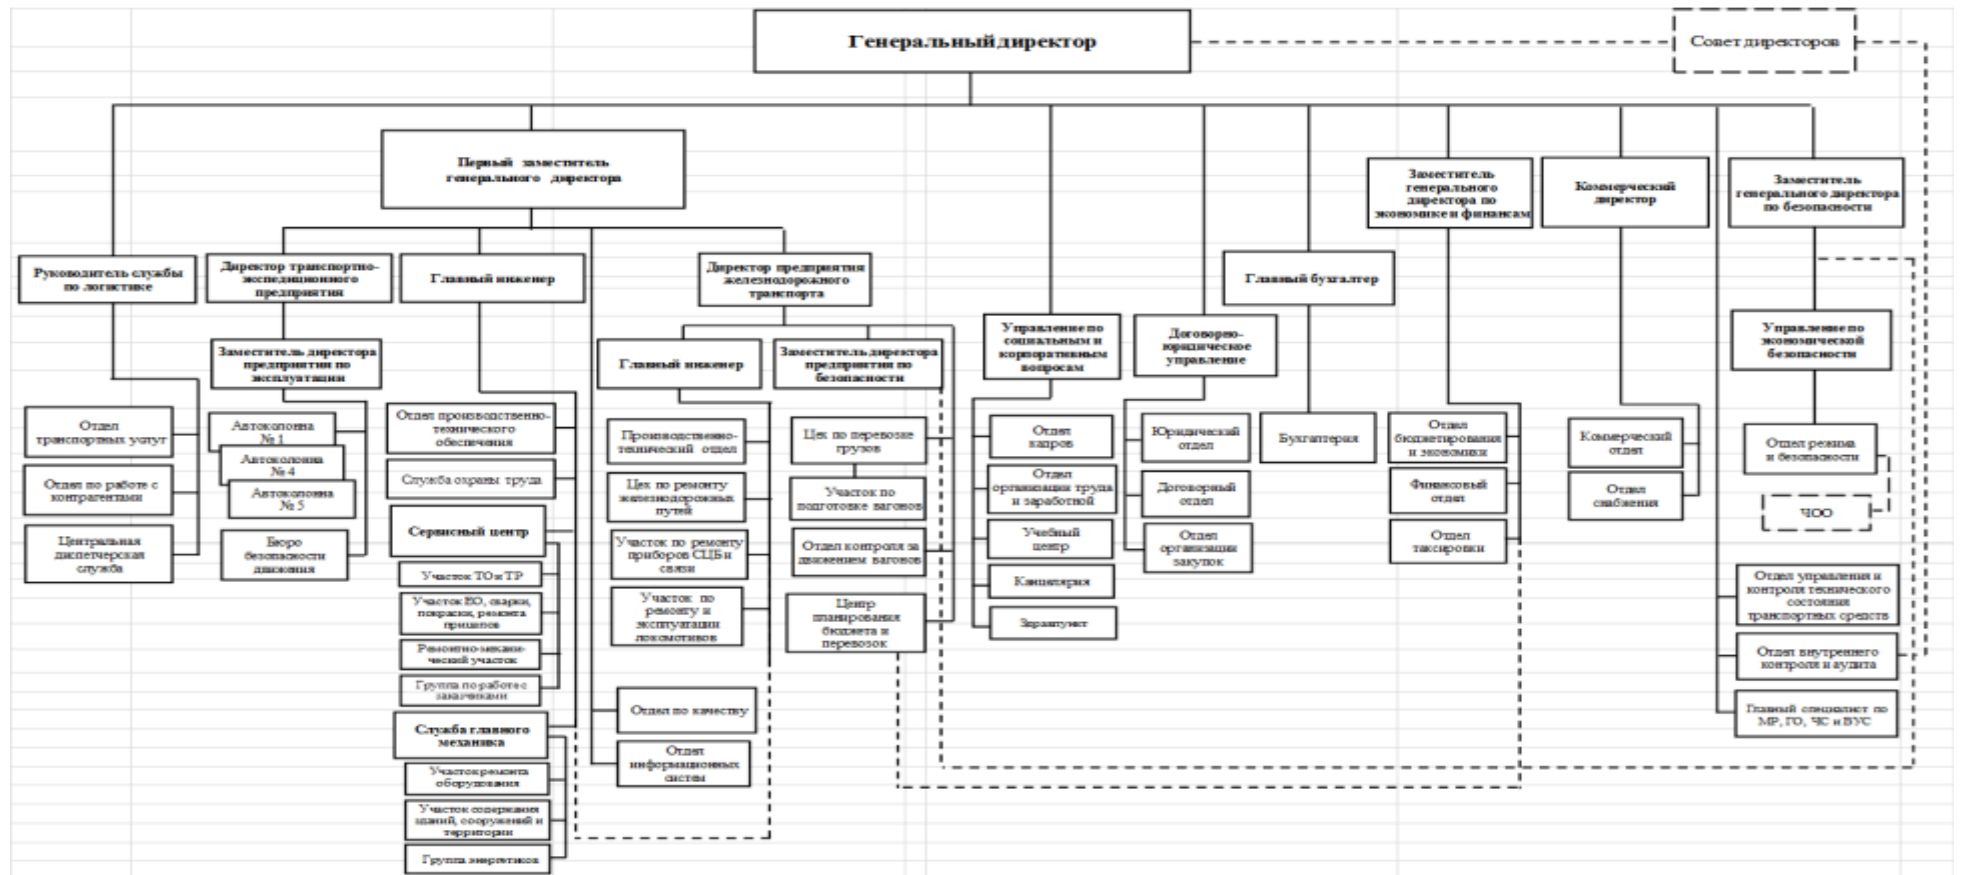 Генеральный директор
Совет директоров
Первый заместитель
генерального директора
Заместитель
генерального
директора по
экономике и финансам
Коммерческий
директор
Заместитель
генерального директора
по безопасности
Руководитель службы
по логистике
Директор транспортно-
экспедиционного
предприятия
Главный инженер
Директор предприятия
железнодорожного
транспорта
Главный бухгалтер
Заместитель директора
предприятия по
эксплуатации
Главный инженер
Заместитель директора
предприятия по
безопасности
Управление по
социальным и
корпоративным
вопросам
Договорно-
юридическое
управление
Управление по
экономической
безопасности
Отдел
транспортных услуг
Отдел по работе с
контрагентами
Центральная
диспетчерская
служба
Автоколонна
№ 1
Автоколонна
№ 4
Автоколонна
№ 5
Бюро
безопасности
движения
Отдел производственно-
технического
обеспечения
Служба охраны труда
Сервисный центр
Участок ТО и ТР
Участок ЕО, сварки,
покраски, ремонта
прицепов
Ремонтно-механи-
ческий участок
Группа по работе с
заказчиками
Служба главного
механика
Участок ремонта
оборудования
Участок содержания
зданий, сооружений и
территории
Группа энергетиков
Производственно-
технический отдел
Цех по ремонту
железнодорожных
путей
Участок по ремонту
приборов СЦБ и
связи
Участок по
ремонту и
эксплуатации
локомотивов
Отдел по качеству
Отдел
информационных
систем
Цех по перевозке
грузов
Участок по
подготовке вагонов
Отдел контроля за
движением вагонов
Центр
планирования
бюджета и
перевозок
Отдел
кадров
Отдел
организации труда
и заработной
Учебный
центр
Канцелярия
Здравпункт
Юридический
отдел
Договорный
отдел
Отдел
организации
закупок
Бухгалтерия
Отдел
бюджетирования
и экономики
Финансовый
отдел
Отдел
таксировки
Коммерческий
отдел
Отдел
снабжения
Отдел режима
и безопасности
ЧОО
Отдел управления и
контроля технического
состояния
транспортных средств
Отдел внутреннего
контроля и аудита
Главный специалист по
МР, ГО, ЧС и ВУС